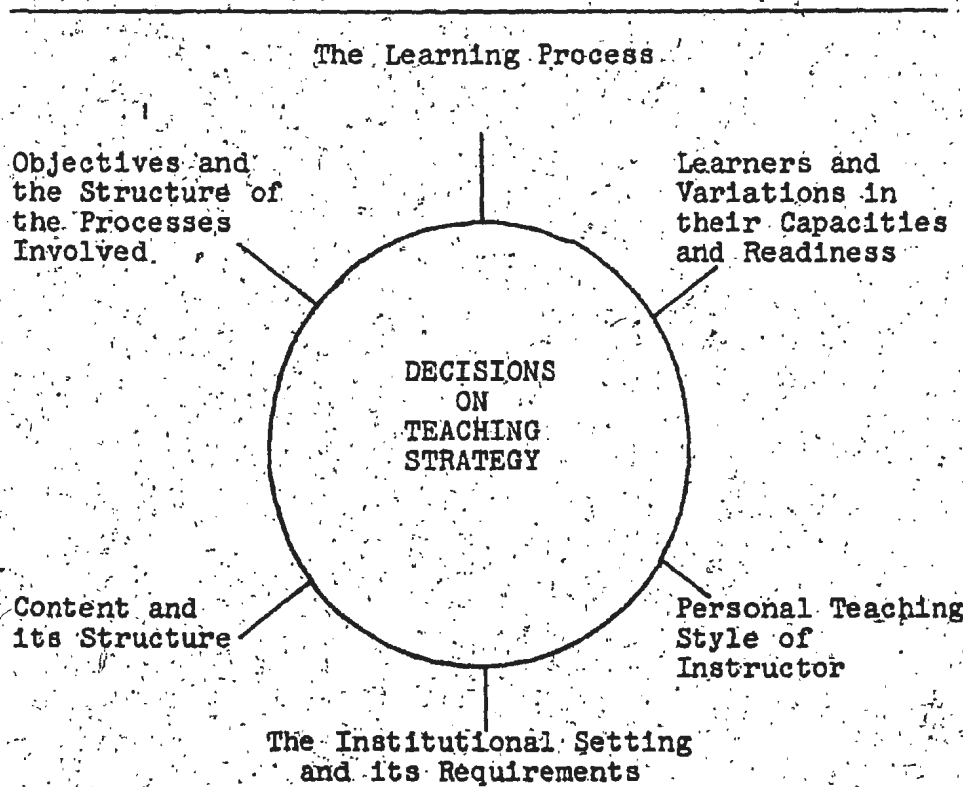 The Learning Process
Objectives and
the Structure of
the Processes
Involved.
Learners and
Variations in
their Capacities
and Readiness
DECISIONS
ON
TEACHING
STRATEGY
Content and
its Structure
Personal Teaching
Style of
Instructor
The Institutional Setting
and its Requirements